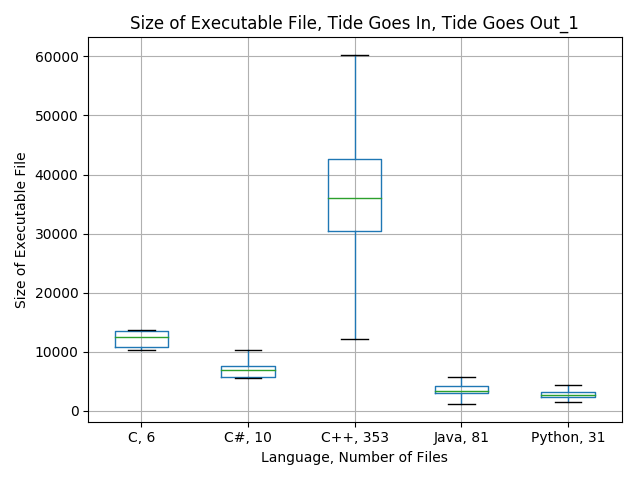 Size of Executable File, Tide Goes In, Tide Goes Out_1
60000
50000
40000
30000
20000
10000
0
Size of Executable File
C, 6
C#, 10
C++, 353
Java, 81
Python, 31
Language, Number of Files